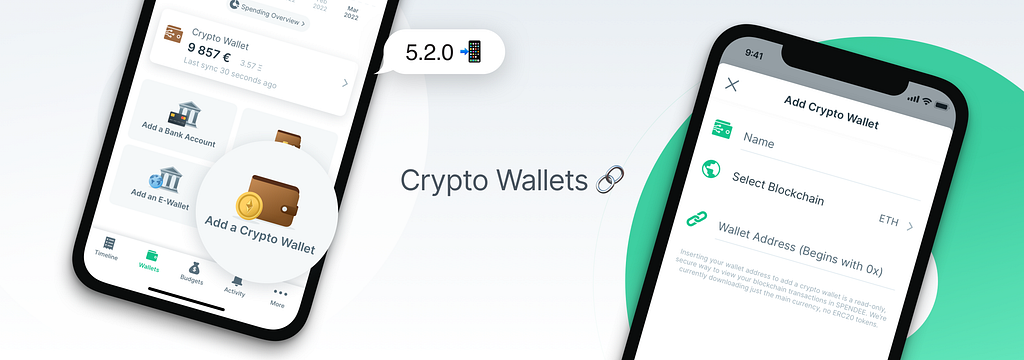 Feb
2022
Mar
2022
Spending Overview >
Crypto Wallet
9 857 €
3.57 Ξ
Last sync 30 seconds ago
Add a Bank Account
Add an E-Wallet
Add a Crypto Wallet
Timeline
Wallets
Budgets
Activity
More
5.2.0
Crypto Wallets
9:41
Add Crypto Wallet
Name
Select Blockchain
ETH
Wallet Address (Begins with 0x)
Inserting your wallet address to add a crypto wallet is a read-only,
secure way to view your blockchain transactions in SPENDEE. We're
currently downloading just the main currency, no ERC20 tokens.